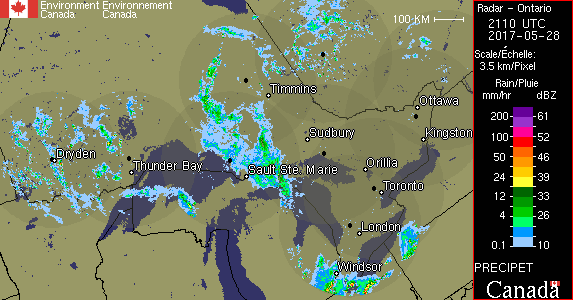 Environment Environnement
Canada Canada
100 KM
Timmins
Ottawa
Sudbury
Kingston
Dryden
Thunder Bay
Sault Ste. Marie
Orillia
Toronto
London
Windsor
Radar - Ontario
2110 UTC
2017-05-28
Scale/Échelle:
3.5 km/Pixel
Rain/Pluie
mm/hr dBZ
200 61
100 52
50 46
24 39
12 33
4 26
0.1 10
PRECIPET
Canada